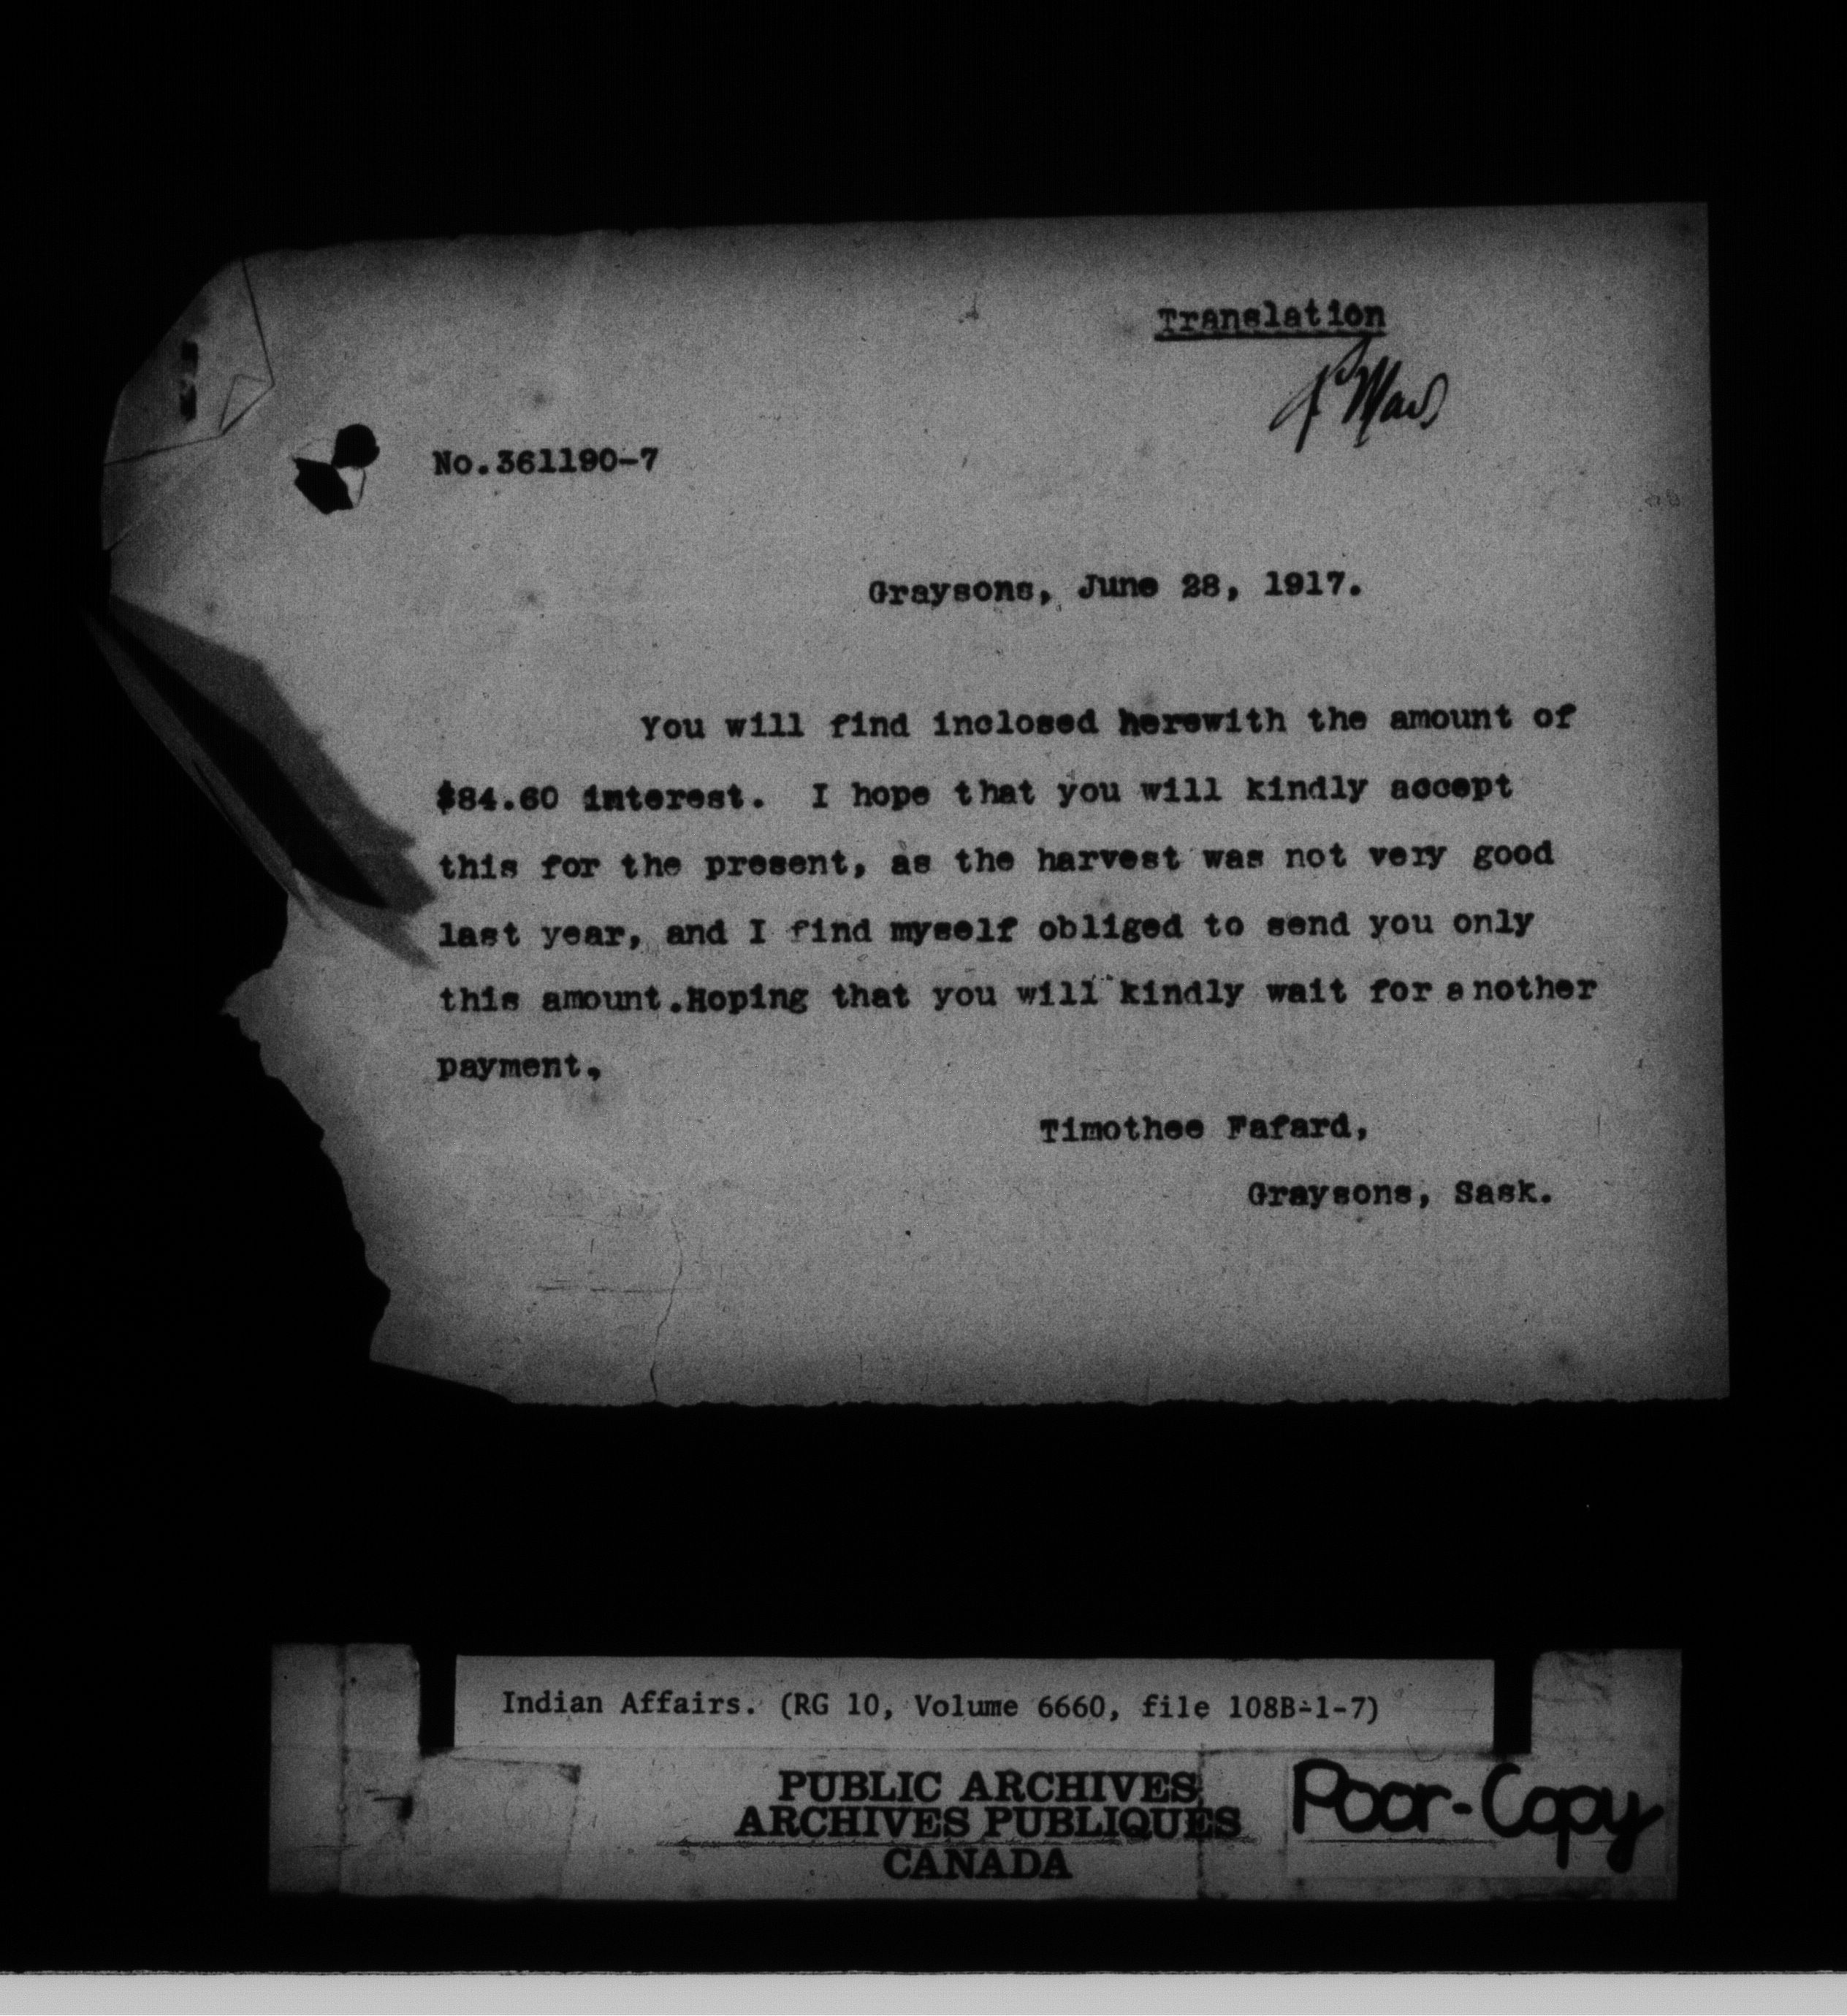 Translation
No.361190-7
Graysons, June 28, 1917.
You will find inclosed herewith the amount of
$84.60 interest. I hope that you will kindly accept
this for the present, as the harvest was not very good
last year, and I find myself obliged to send you only
this amount.Hoping that you will kindly wait for another
payment,
Timothee Fafard,
Graysons, Sask.
Indian Affairs. (RG 10, Volume 6660, file 108B-1-7)
PUBLIC ARCHIVES
ARCHIVES PUBLIQUES
CANADA
Poor-Copy